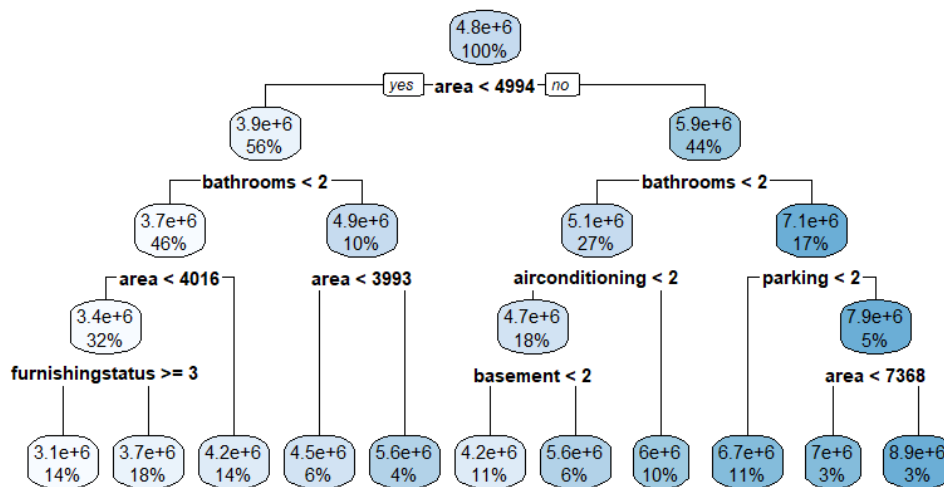 4.8e+6
100%
yes area < 4994 no
3.9e+6
56%
5.9e+6
44%
bathrooms < 2
bathrooms < 2
3.7e+6
46%
4.9e+6
10%
5.1e+6
27%
7.1e+6
17%
area < 4016
area < 3993
airconditioning < 2
parking < 2
3.4e+6
32%
4.7e+6
18%
7.9e+6
5%
furnishingstatus >= 3
basement < 2
area < 7368
3.1e+6
14%
3.7e+6
18%
4.2e+6
14%
4.5e+6
6%
5.6e+6
4%
4.2e+6
11%
5.6e+6
6%
6e+6
10%
6.7e+6
11%
7e+6
3%
8.9e+6
3%